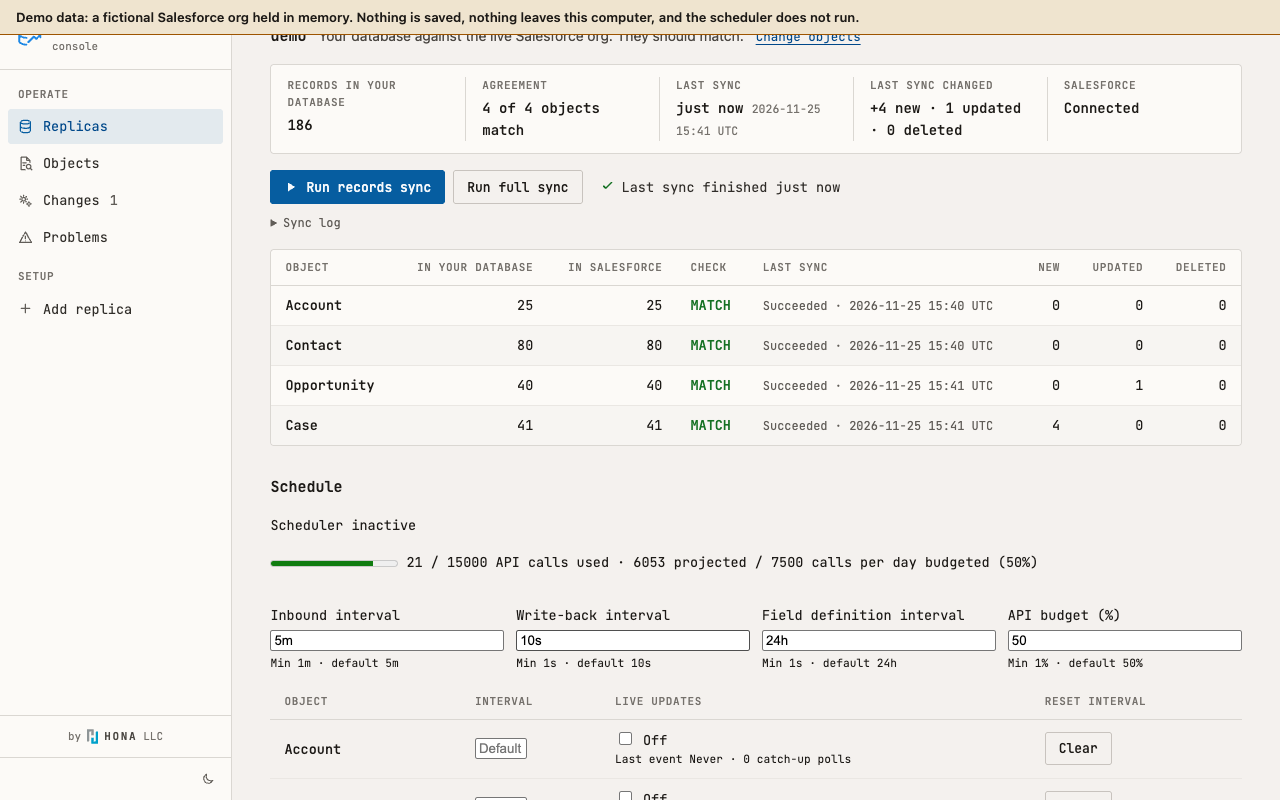 Demo data: a fictional Salesforce org held in memory. Nothing is saved, nothing leaves this computer, and the scheduler does not run.
console
demo Your database against the live Salesforce org. They should match. Change objects
OPERATE
Replicas
Objects
Changes 1
Problems
SETUP
Add replica
by HONA LLC
RECORDS IN YOUR DATABASE
186
AGREEMENT
4 of 4 objects match
LAST SYNC
just now 2026-11-25 15:41 UTC
LAST SYNC CHANGED
+4 new · 1 updated · 0 deleted
SALESFORCE
Connected
Run records sync
Run full sync
Last sync finished just now
Sync log
OBJECT IN YOUR DATABASE IN SALESFORCE CHECK LAST SYNC NEW UPDATED DELETED
Account 25 25 MATCH Succeeded · 2026-11-25 15:40 UTC 0 0 0
Contact 80 80 MATCH Succeeded · 2026-11-25 15:40 UTC 0 0 0
Opportunity 40 40 MATCH Succeeded · 2026-11-25 15:41 UTC 0 1 0
Case 41 41 MATCH Succeeded · 2026-11-25 15:41 UTC 4 0 0
Schedule
Scheduler inactive
21 / 15000 API calls used · 6053 projected / 7500 calls per day budgeted (50%)
Inbound interval Write-back interval Field definition interval API budget (%)
5m 10s 24h 50
Min 1m · default 5m Min 1s · default 10s Min 1s · default 24h Min 1% · default 50%
OBJECT INTERVAL LIVE UPDATES RESET INTERVAL
Account Default Off Clear
Last event Never · 0 catch-up polls
Off